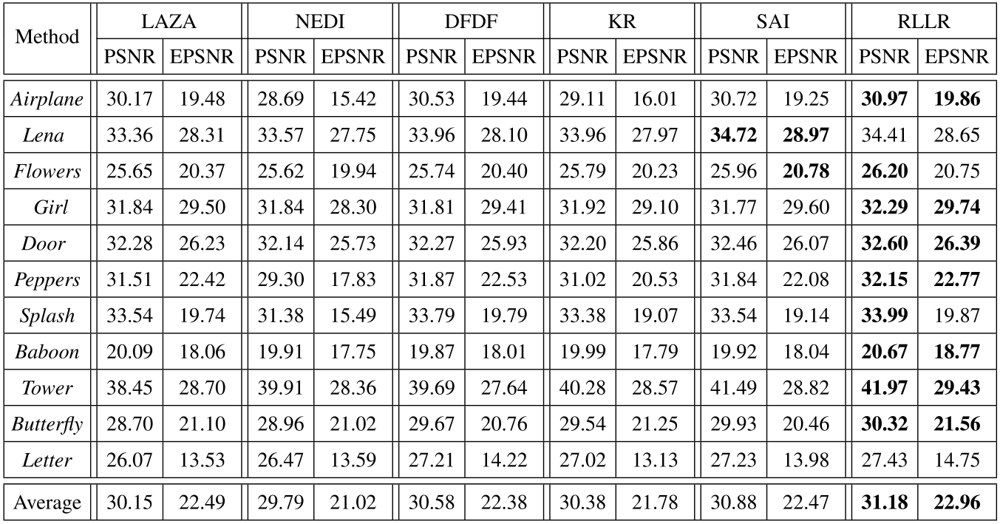 Method LAZA NEDI DFDF KR SAI RLLR
PSNR EPSNR PSNR EPSNR PSNR EPSNR PSNR EPSNR PSNR EPSNR PSNR EPSNR
Airplane 30.17 19.48 28.69 15.42 30.53 19.44 29.11 16.01 30.72 19.25 30.97 19.86
Lena 33.36 28.31 33.57 27.75 33.96 28.10 33.96 27.97 34.72 28.97 34.41 28.65
Flowers 25.65 20.37 25.62 19.94 25.74 20.40 25.79 20.23 25.96 20.78 26.20 20.75
Girl 31.84 29.50 31.84 28.30 31.81 29.41 31.92 29.10 31.77 29.60 32.29 29.74
Door 32.28 26.23 32.14 25.73 32.27 25.93 32.20 25.86 32.46 26.07 32.60 26.39
Peppers 31.51 22.42 29.30 17.83 31.87 22.53 31.02 20.53 31.84 22.08 32.15 22.77
Splash 33.54 19.74 31.38 15.49 33.79 19.79 33.38 19.07 33.54 19.14 33.99 19.87
Baboon 20.09 18.06 19.91 17.75 19.87 18.01 19.99 17.79 19.92 18.04 20.67 18.77
Tower 38.45 28.70 39.91 28.36 39.69 27.64 40.28 28.57 41.49 28.82 41.97 29.43
Butterfly 28.70 21.10 28.96 21.02 29.67 20.76 29.54 21.25 29.93 20.46 30.32 21.56
Letter 26.07 13.53 26.47 13.59 27.21 14.22 27.02 13.13 27.23 13.98 27.43 14.75
Average 30.15 22.49 29.79 21.02 30.58 22.38 30.38 21.78 30.88 22.47 31.18 22.96